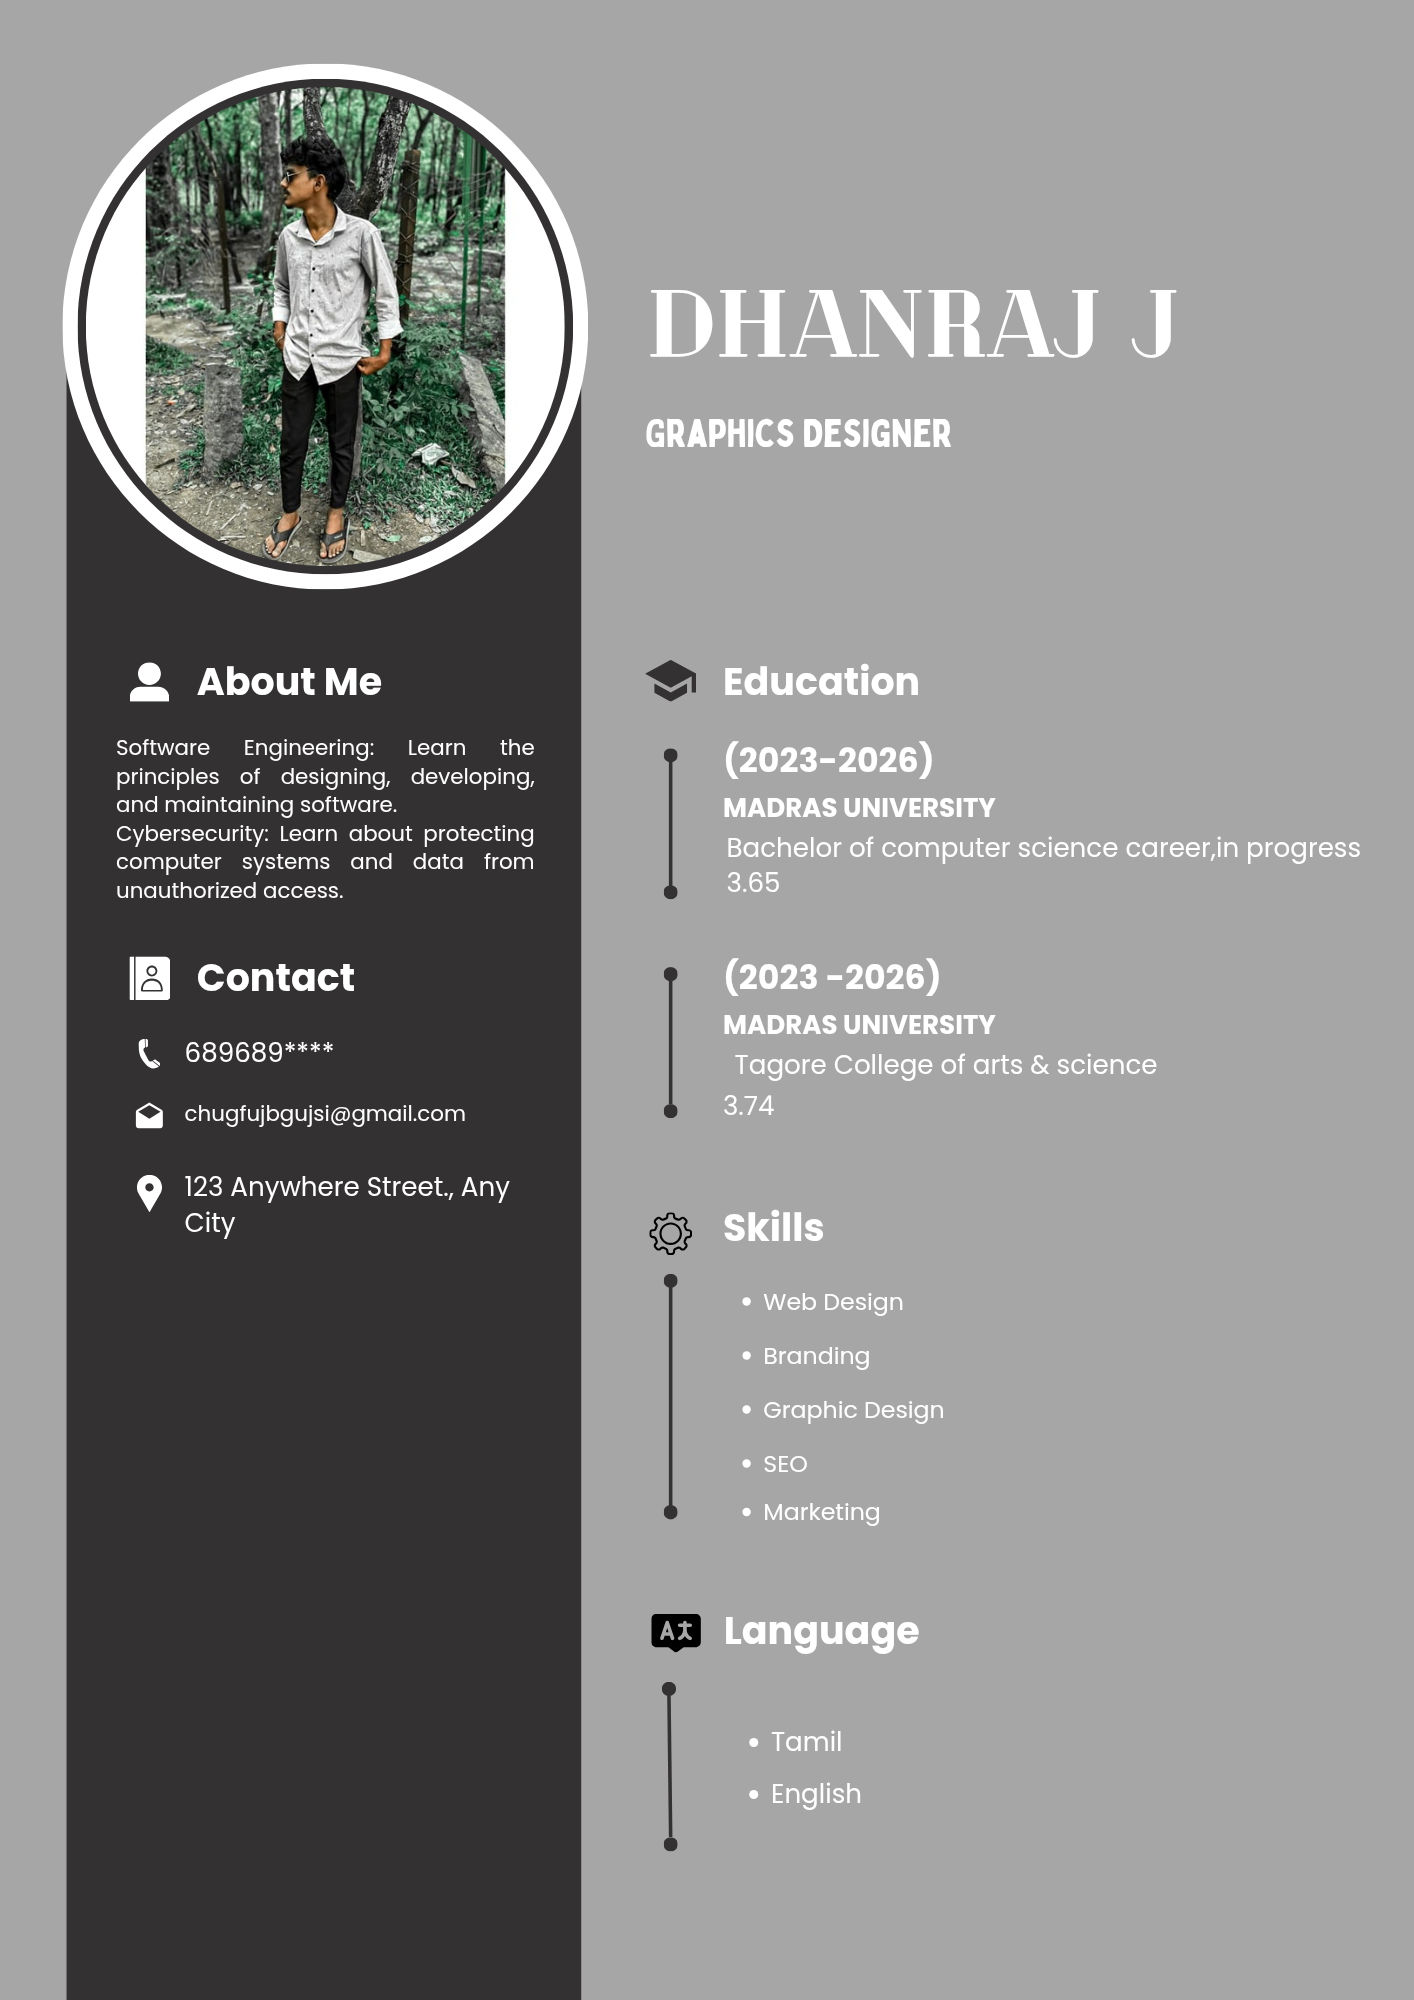 DHANRAJ J
GRAPHICS DESIGNER
About Me
Software Engineering: Learn the
principles of designing, developing,
and maintaining software.
Cybersecurity: Learn about protecting
computer systems and data from
unauthorized access.
Contact
689689****
chugfujbgujsi@gmail.com
123 Anywhere Street., Any
City
Education
(2023-2026)
MADRAS UNIVERSITY
Bachelor of computer science career,in progress
3.65
(2023 -2026)
MADRAS UNIVERSITY
Tagore College of arts & science
3.74
Skills
• Web Design
• Branding
• Graphic Design
• SEO
• Marketing
Language
• Tamil
• English